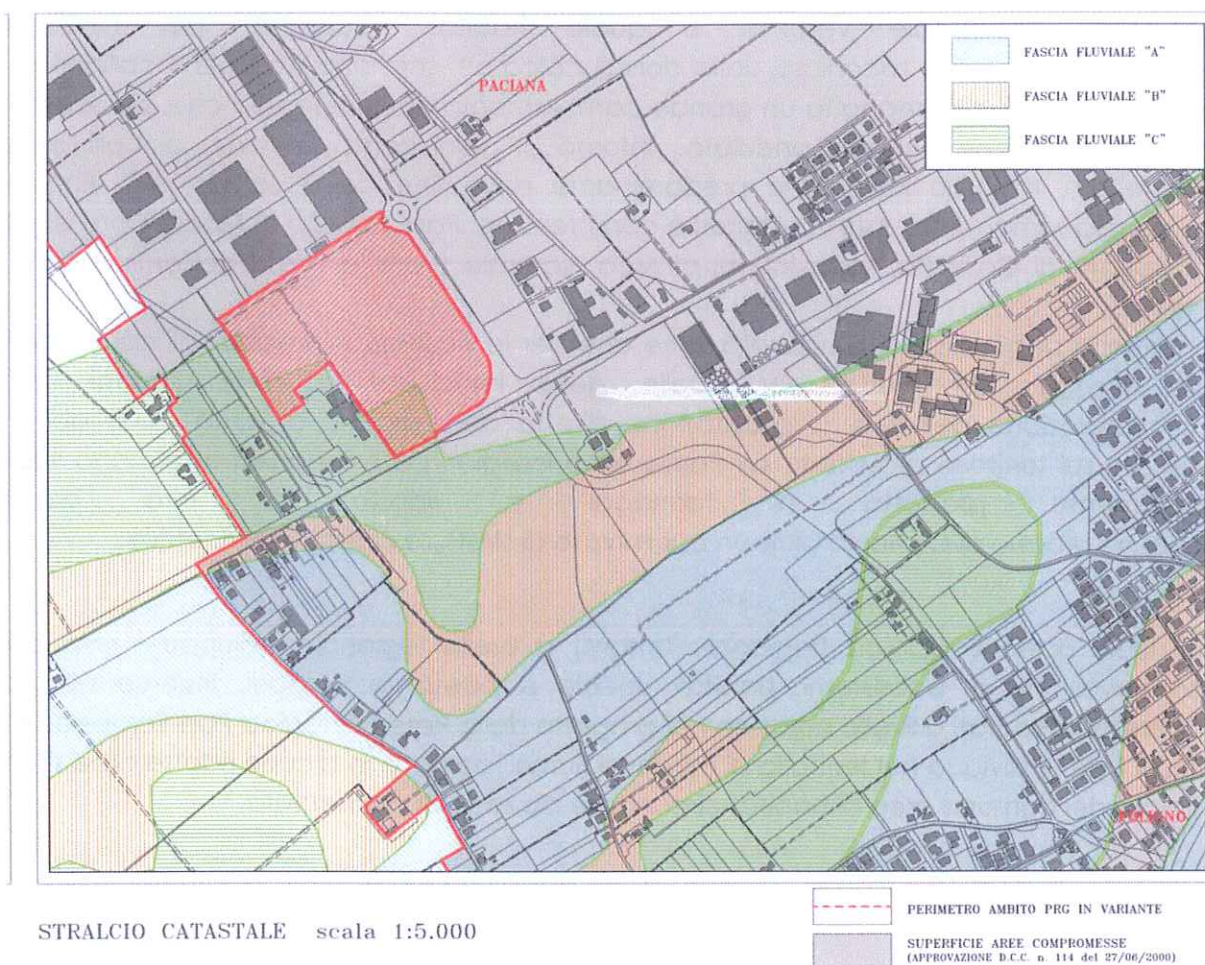 FASCIA FLUVIALE "A"
PACIANA
FASCIA FLUVIALE "B"
FASCIA FLUVIALE "C"
FOLIGNO
STRALCIO CATASTALE scala 1:5.000
PERIMETRO AMBITO PRG IN VARIANTE
SUPERFICIE AREE COMPROMESSE
(APPROVAZIONE D.C.C. n. 114 del 27/06/2000)